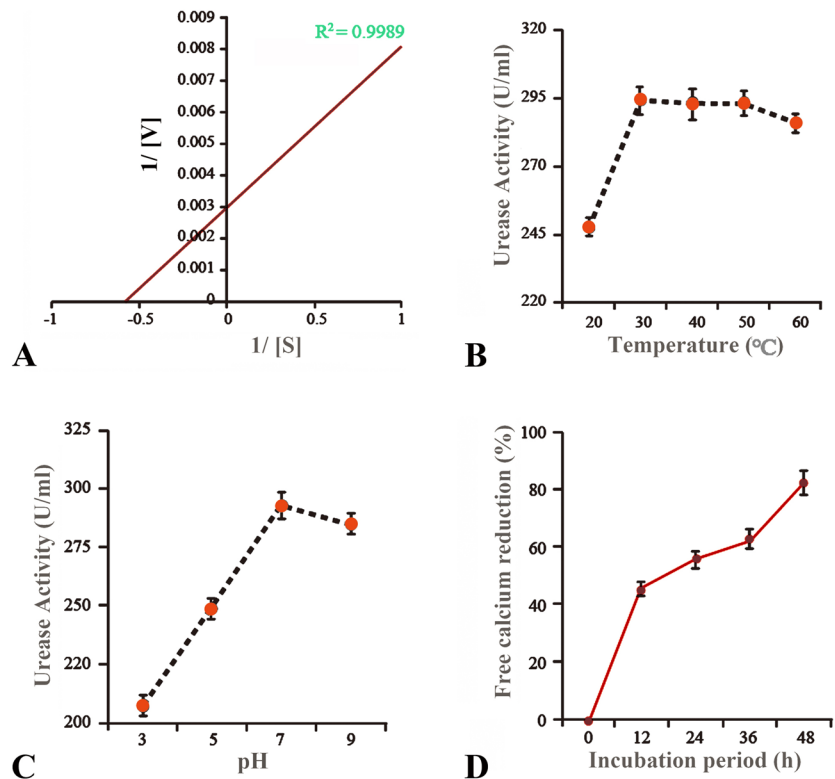 0.009
0.008
0.007
0.006
0.005
0.004
0.003
0.002
0.001
0
-1 -0.5 0 0.5 1
1/ [V]
1/ [S]
R² = 0.9989
A
320
295
270
245
220
20 30 40 50 60
Urease Activity (U/ml)
Temperature (°C)
B
325
300
275
250
220
200
3 5 7 9
Urease Activity (U/ml)
pH
C
100
80
60
40
20
0
0 12 24 36 48
Free calcium reduction (%)
Incubation period (h)
D